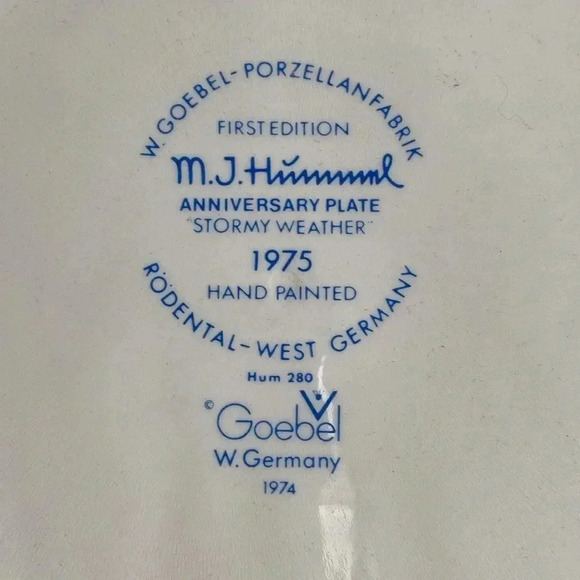 W. GOEBEL-PORZELLANFABRIK
FIRST EDITION
M.J. Hummel
ANNIVERSARY PLATE
"STORMY WEATHER"
1975
HAND PAINTED
RÖDENTAL-WEST GERMANY
Hum 280
© Goebel
W. Germany
1974